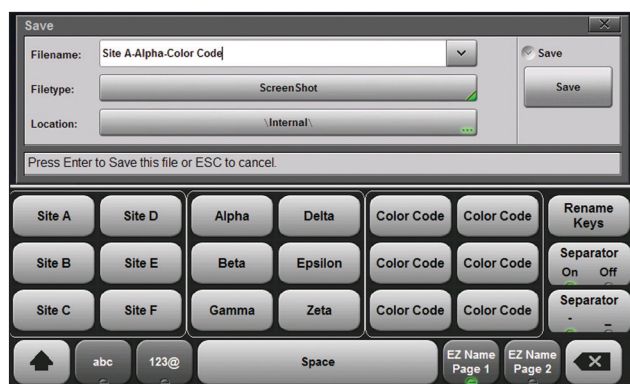 Save
Filename: Site A-Alpha-Color Code
Save
Filetype: ScreenShot
Save
Location: \Internal\
Press Enter to Save this file or ESC to cancel.
Site A Site D Alpha Delta Color Code Color Code Rename Keys
Site B Site E Beta Epsilon Color Code Color Code Separator On Off
Site C Site F Gamma Zeta Color Code Color Code Separator - _
abc 123@ Space EZ Name Page 1 EZ Name Page 2